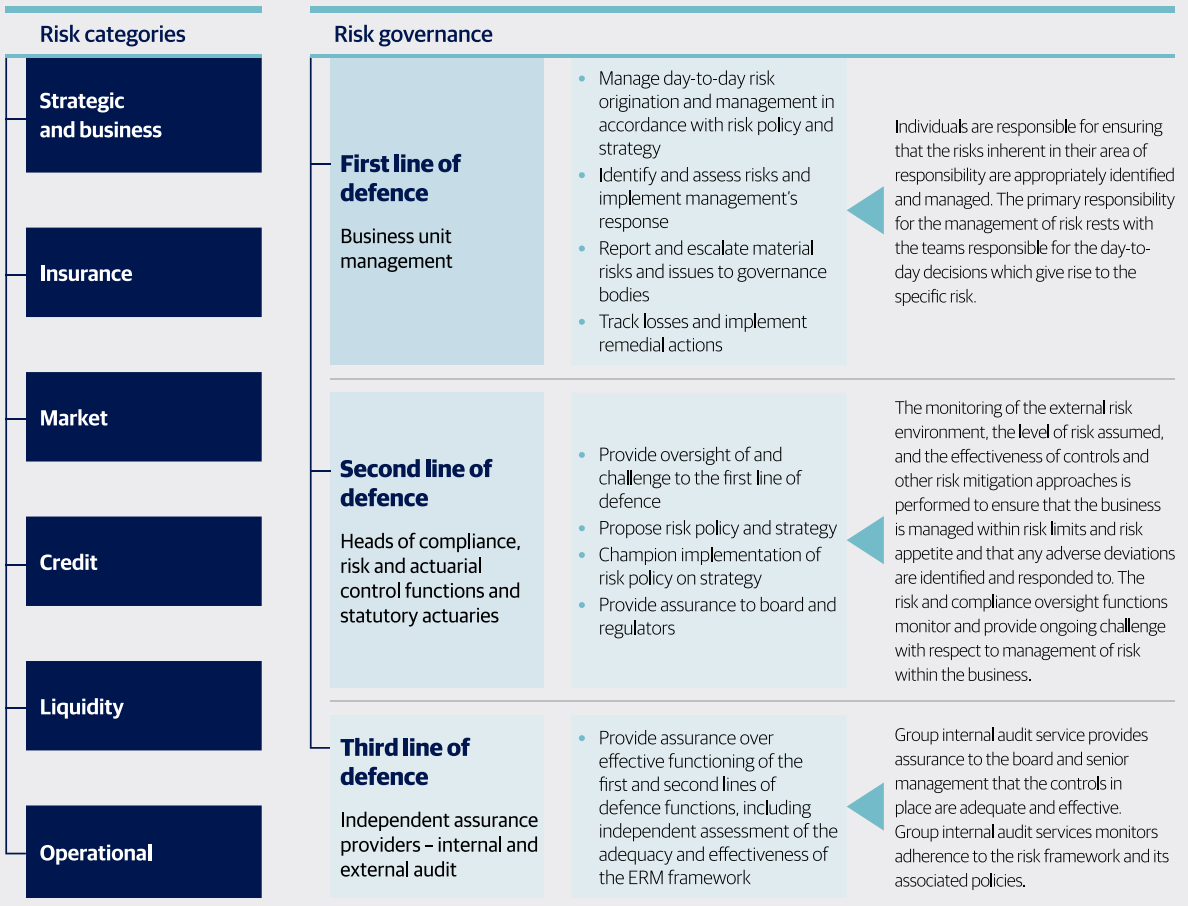 Risk categories
Strategic
and business
Insurance
Market
Credit
Liquidity
Operational
Risk governance
First line of
defence
Business unit
management
• Manage day-to-day risk
origination and management in
accordance with risk policy and
strategy
• Identify and assess risks and
implement management's
response
• Report and escalate material
risks and issues to governance
bodies
• Track losses and implement
remedial actions
Individuals are responsible for ensuring
that the risks inherent in their area of
responsibility are appropriately identified
and managed. The primary responsibility
for the management of risk rests with
the teams responsible for the day-to-
day decisions which give rise to the
specific risk.
Second line of
defence
Heads of compliance,
risk and actuarial
control functions and
statutory actuaries
• Provide oversight of and
challenge to the first line of
defence
• Propose risk policy and strategy
• Champion implementation of
risk policy on strategy
• Provide assurance to board and
regulators
The monitoring of the external risk
environment, the level of risk assumed,
and the effectiveness of controls and
other risk mitigation approaches is
performed to ensure that the business
is managed within risk limits and risk
appetite and that any adverse deviations
are identified and responded to. The
risk and compliance oversight functions
monitor and provide ongoing challenge
with respect to management of risk
within the business.
Third line of
defence
Independent assurance
providers – internal and
external audit
• Provide assurance over
effective functioning of the
first and second lines of
defence functions, including
independent assessment of the
adequacy and effectiveness of
the ERM framework
Group internal audit service provides
assurance to the board and senior
management that the controls in
place are adequate and effective.
Group internal audit services monitors
adherence to the risk framework and its
associated policies.